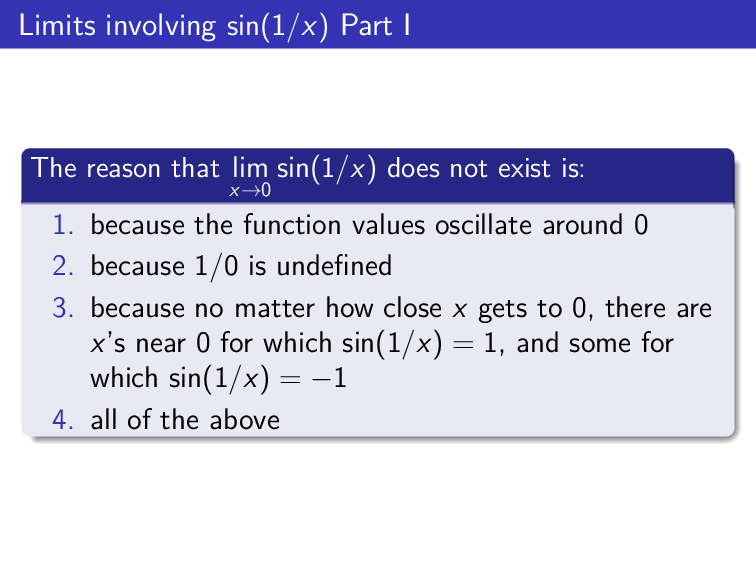 Limits involving sin(1/x) Part I
The reason that lim sin(1/x) does not exist is:
x→0
1. because the function values oscillate around 0
2. because 1/0 is undefined
3. because no matter how close x gets to 0, there are
x's near 0 for which sin(1/x) = 1, and some for
which sin(1/x) = −1
4. all of the above